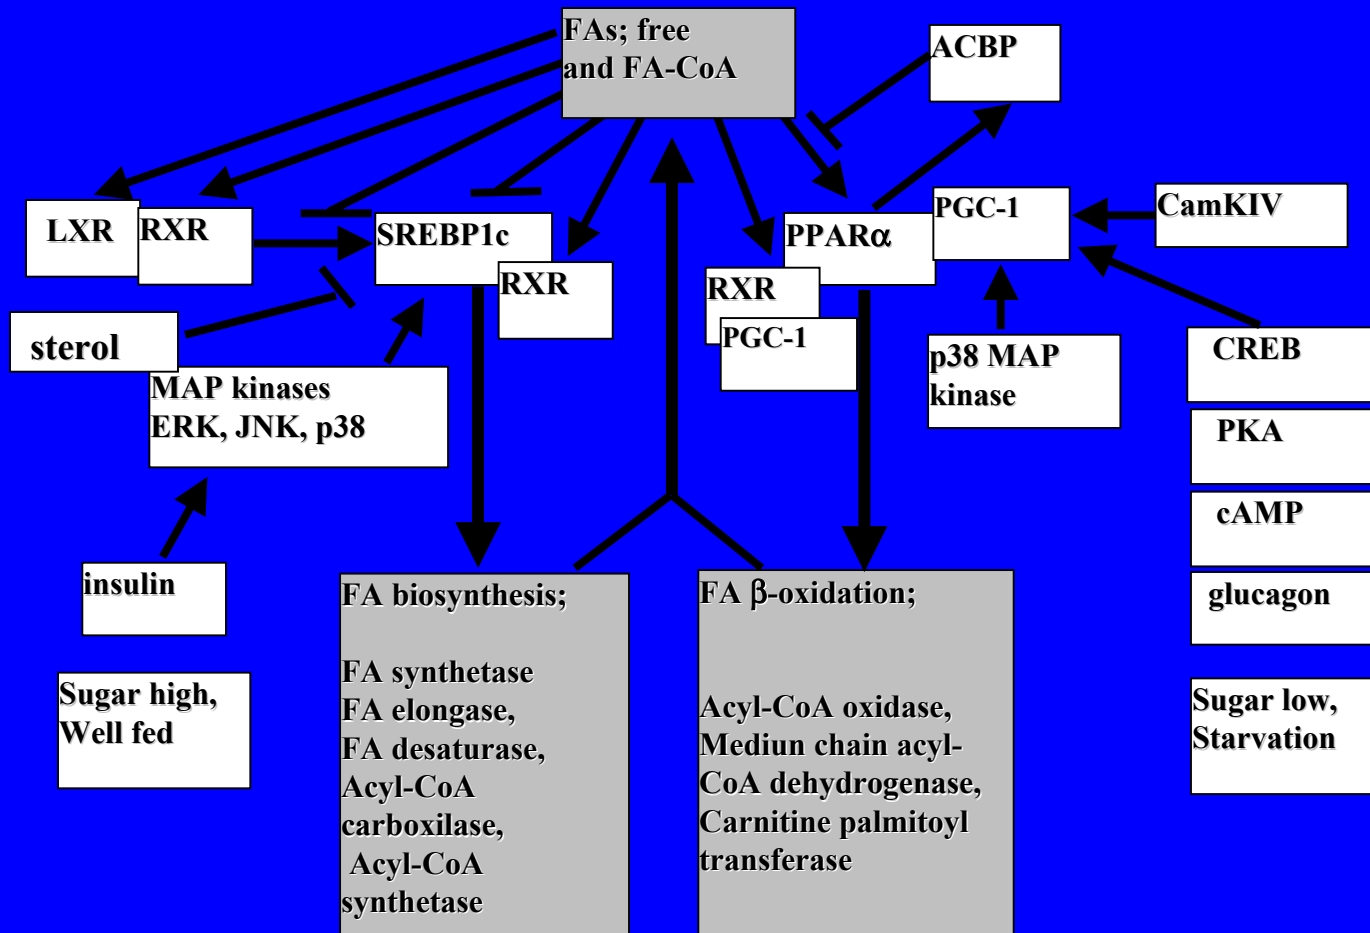 FAs; free
and FA-CoA
ACBP
LXR
RXR
SREBP1c
RXR
PPARα
PGC-1
CamKIV
RXR
PGC-1
sterol
MAP kinases
ERK, JNK, p38
p38 MAP
kinase
CREB
PKA
cAMP
glucagon
insulin
Sugar high,
Well fed
FA biosynthesis;
FA synthetase
FA elongase,
FA desaturase,
Acyl-CoA
carboxilase,
Acyl-CoA
synthetase
FA β-oxidation;
Acyl-CoA oxidase,
Mediun chain acyl-
CoA dehydrogenase,
Carnitine palmitoyl
transferase
Sugar low,
Starvation